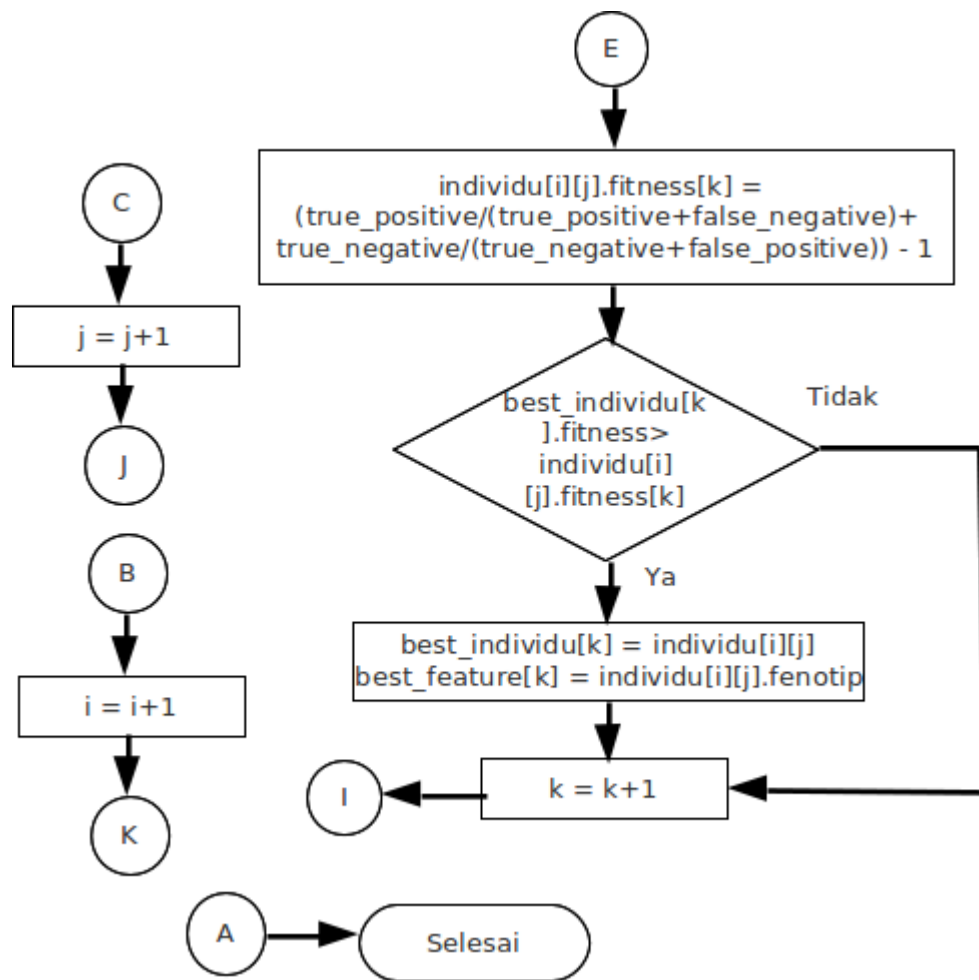 E
individu[i][j].fitness[k] =
(true_positive/(true_positive+false_negative)+
true_negative/(true_negative+false_positive)) - 1
C
j = j+1
J
best_individu[k
].fitness>
individu[i]
[j].fitness[k]
Tidak
Ya
B
i = i+1
K
best_individu[k] = individu[i][j]
best_feature[k] = individu[i][j].fenotip
k = k+1
I
A
Selesai